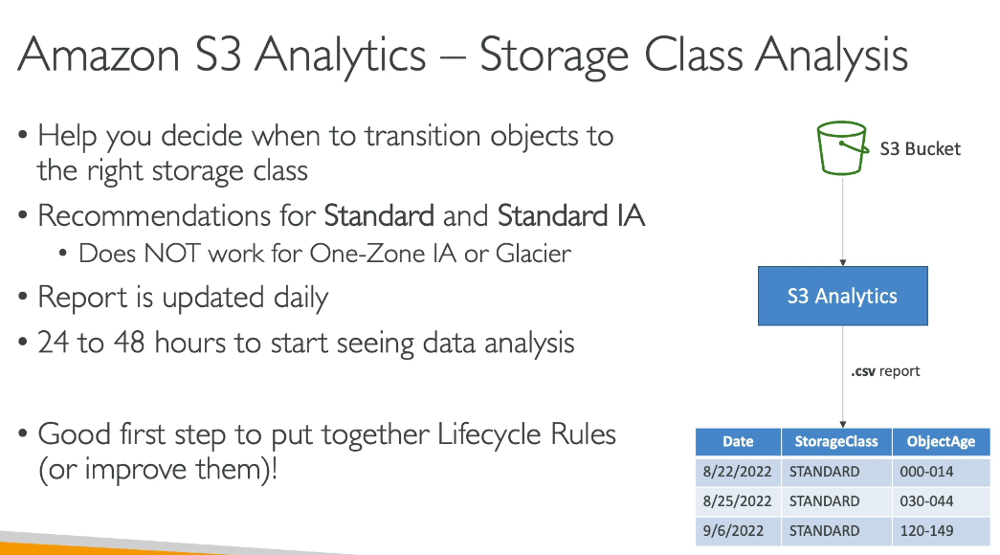 Amazon S3 Analytics – Storage Class Analysis
• Help you decide when to transition objects to
the right storage class
• Recommendations for Standard and Standard IA
• Does NOT work for One-Zone IA or Glacier
• Report is updated daily
• 24 to 48 hours to start seeing data analysis
• Good first step to put together Lifecycle Rules
(or improve them)!
S3 Bucket
S3 Analytics
.csv report
Date StorageClass ObjectAge
8/22/2022 STANDARD 000-014
8/25/2022 STANDARD 030-044
9/6/2022 STANDARD 120-149